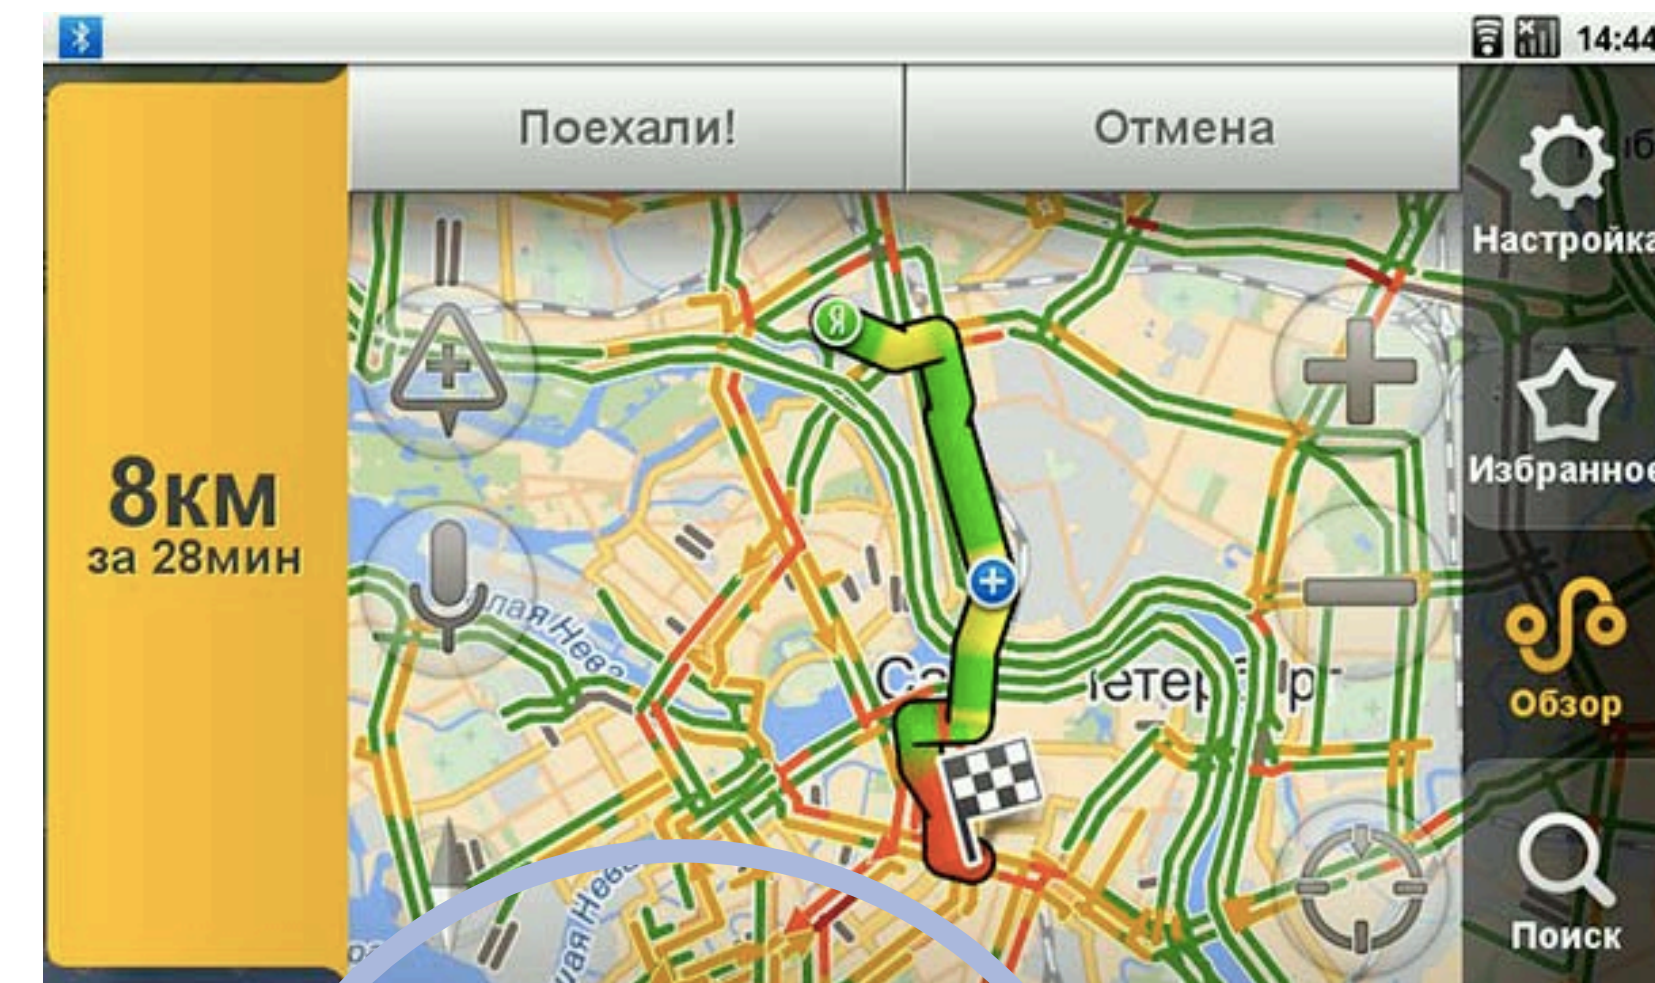 14:44
Поехали!
Отмена
Настройка
Я
Избранное
8км
за 28мин
Обзор
Поиск